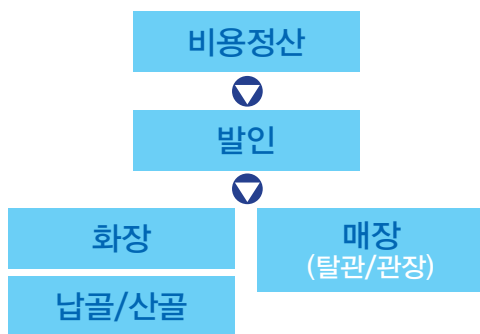 비용정산
발인
화장
매장
(탈관/관장)
납골/산골